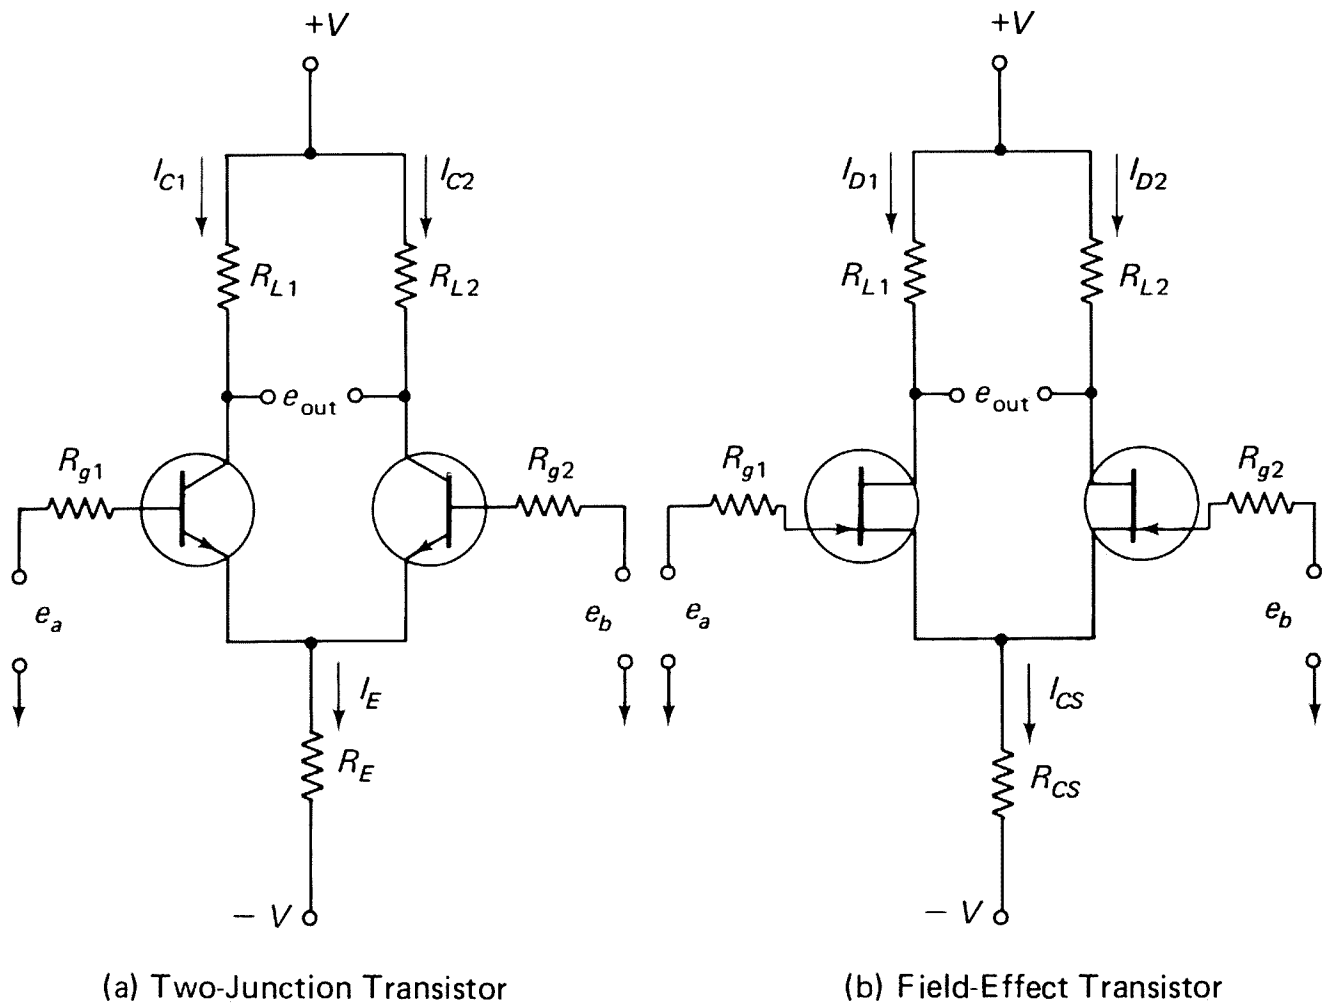 +V
I_C1
I_C2
R_L1
R_L2
e_out
R_g1
R_g2
e_a
e_b
I_E
R_E
− V
(a) Two-Junction Transistor
+V
I_D1
I_D2
R_L1
R_L2
e_out
R_g1
R_g2
e_a
e_b
I_CS
R_CS
− V
(b) Field-Effect Transistor